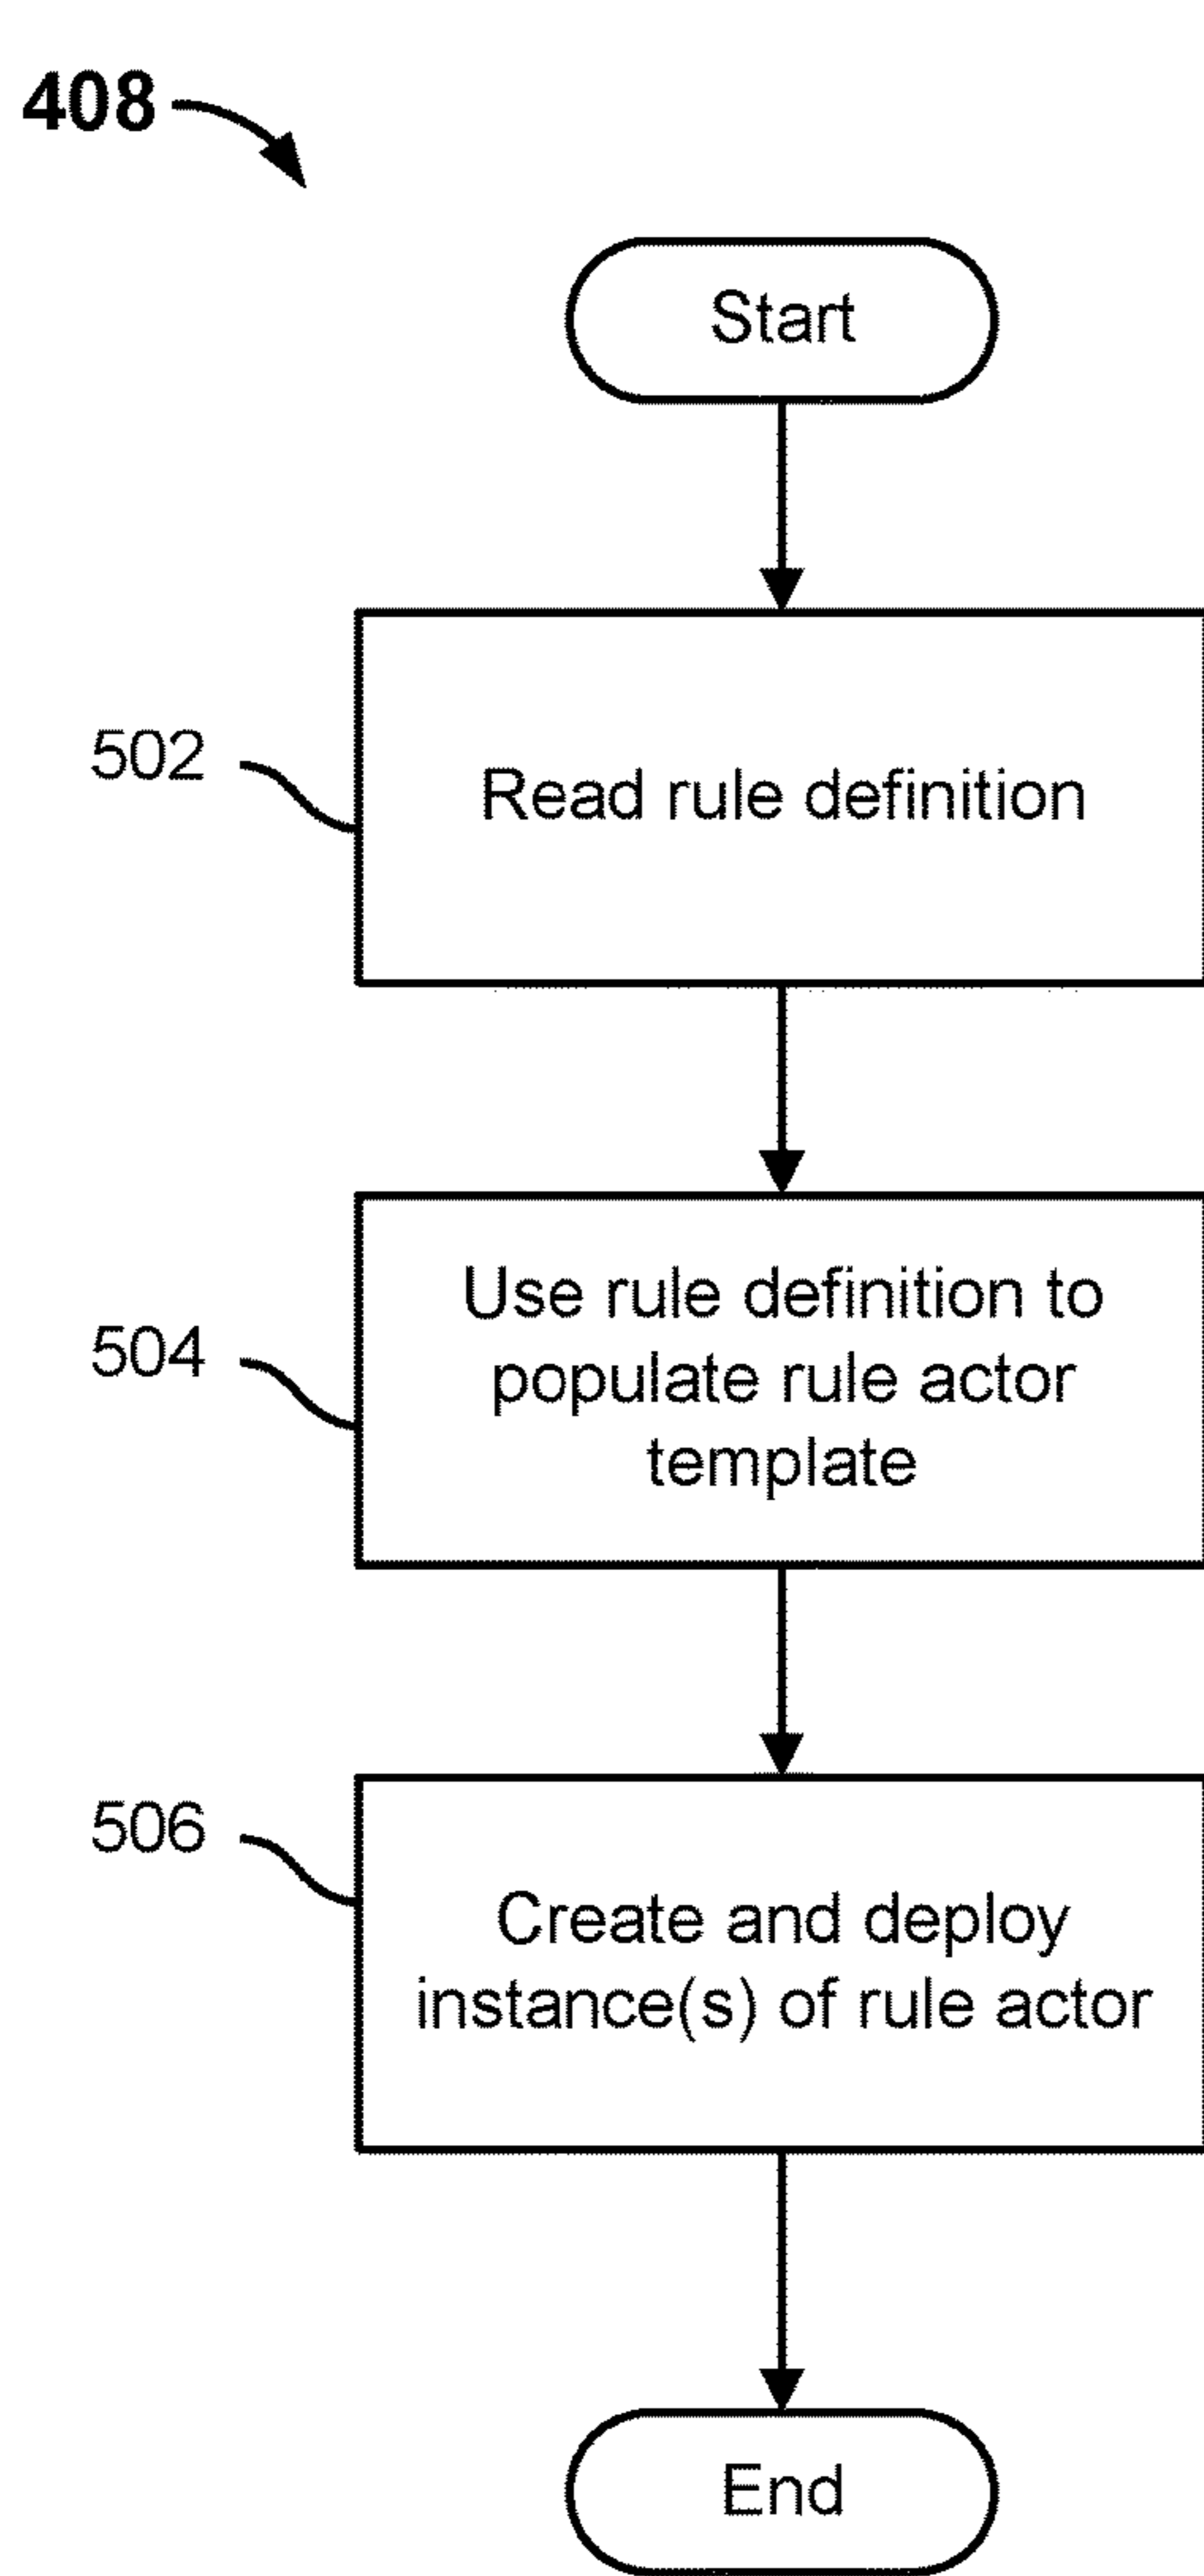 408
Start
502
Read rule definition
504
Use rule definition to
populate rule actor
template
506
Create and deploy
instance(s) of rule actor
End